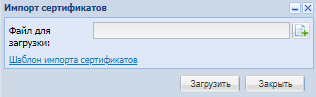 Импорт сертификатов
Файл для
загрузки:
Шаблон импорта сертификатов
Загрузить
Закрыть